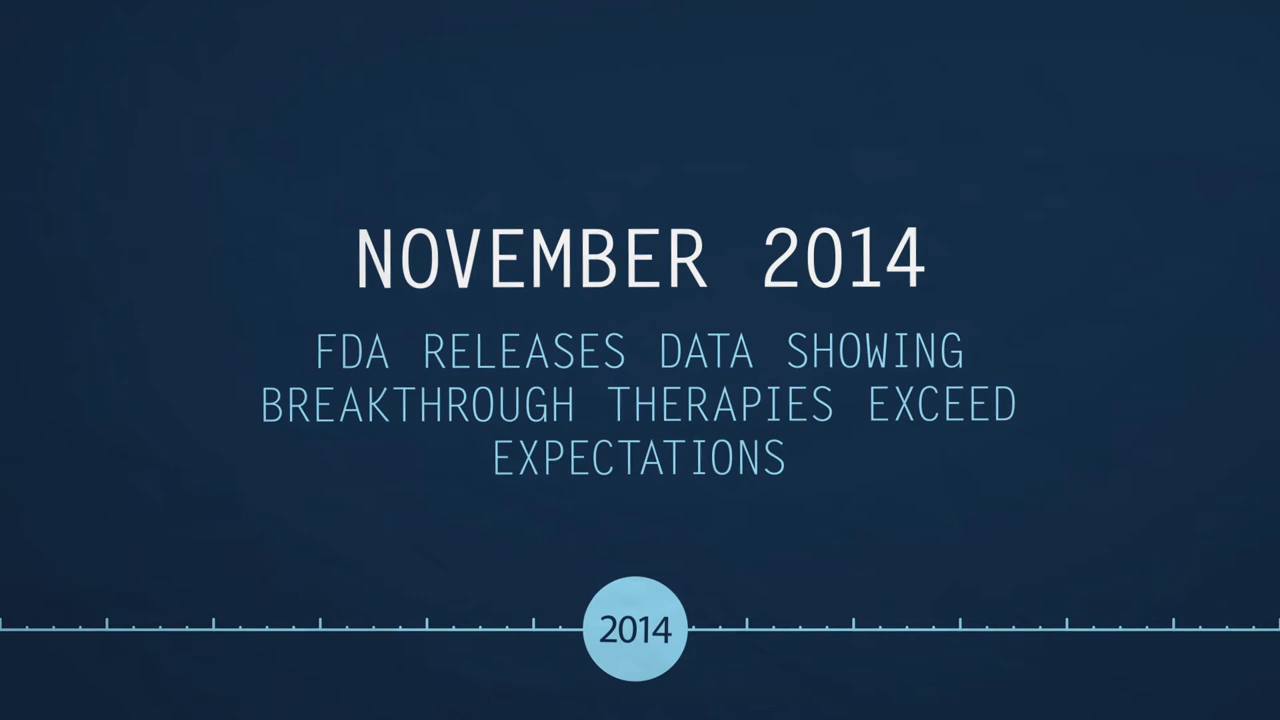 NOVEMBER 2014
FDA RELEASES DATA SHOWING
BREAKTHROUGH THERAPIES EXCEED
EXPECTATIONS
2014